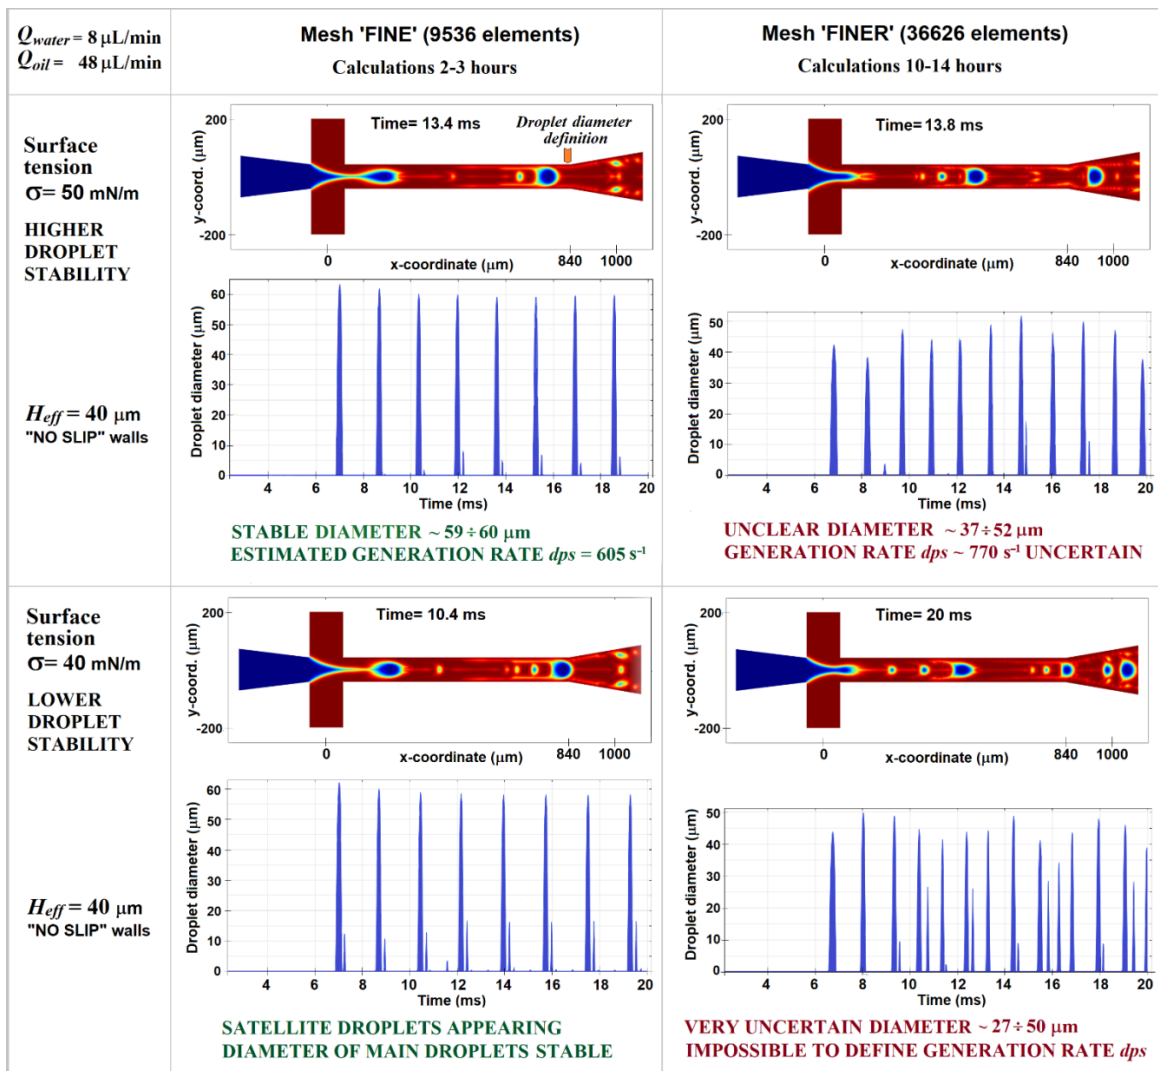 Qwater = 8 µL/min
Qoil = 48 µL/min
Mesh 'FINE' (9536 elements)
Calculations 2-3 hours
Mesh 'FINER' (36626 elements)
Calculations 10-14 hours
Surface
tension
σ= 50 mN/m
HIGHER
DROPLET
STABILITY
200
y-coord. (µm)
-200
Time= 13.4 ms
Droplet diameter
definition
0
x-coordinate (µm)
840
1000
200
y-coord. (µm)
-200
Time= 13.8 ms
0
x-coordinate (µm)
840
1000
Heff = 40 µm
"NO SLIP" walls
Droplet diameter (µm)
60
50
40
30
20
10
0
4 6 8 10 12 14 16 18 20
Time (ms)
STABLE DIAMETER ~ 59÷60 µm
ESTIMATED GENERATION RATE dps = 605 s⁻¹
Droplet diameter (µm)
50
40
30
20
10
0
4 6 8 10 12 14 16 18 20
Time (ms)
UNCLEAR DIAMETER ~ 37÷52 µm
GENERATION RATE dps ~ 770 s⁻¹ UNCERTAIN
Surface
tension
σ= 40 mN/m
LOWER
DROPLET
STABILITY
200
y-coord. (µm)
-200
Time= 10.4 ms
0
x-coordinate (µm)
840
1000
200
y-coord. (µm)
-200
Time= 20 ms
0
x-coordinate (µm)
840
1000
Heff = 40 µm
"NO SLIP" walls
Droplet diameter (µm)
60
50
40
30
20
10
0
4 6 8 10 12 14 16 18 20
Time (ms)
SATELLITE DROPLETS APPEARING
DIAMETER OF MAIN DROPLETS STABLE
Droplet diameter (µm)
50
40
30
20
10
0
4 6 8 10 12 14 16 18 20
Time (ms)
VERY UNCERTAIN DIAMETER ~ 27÷50 µm
IMPOSSIBLE TO DEFINE GENERATION RATE dps